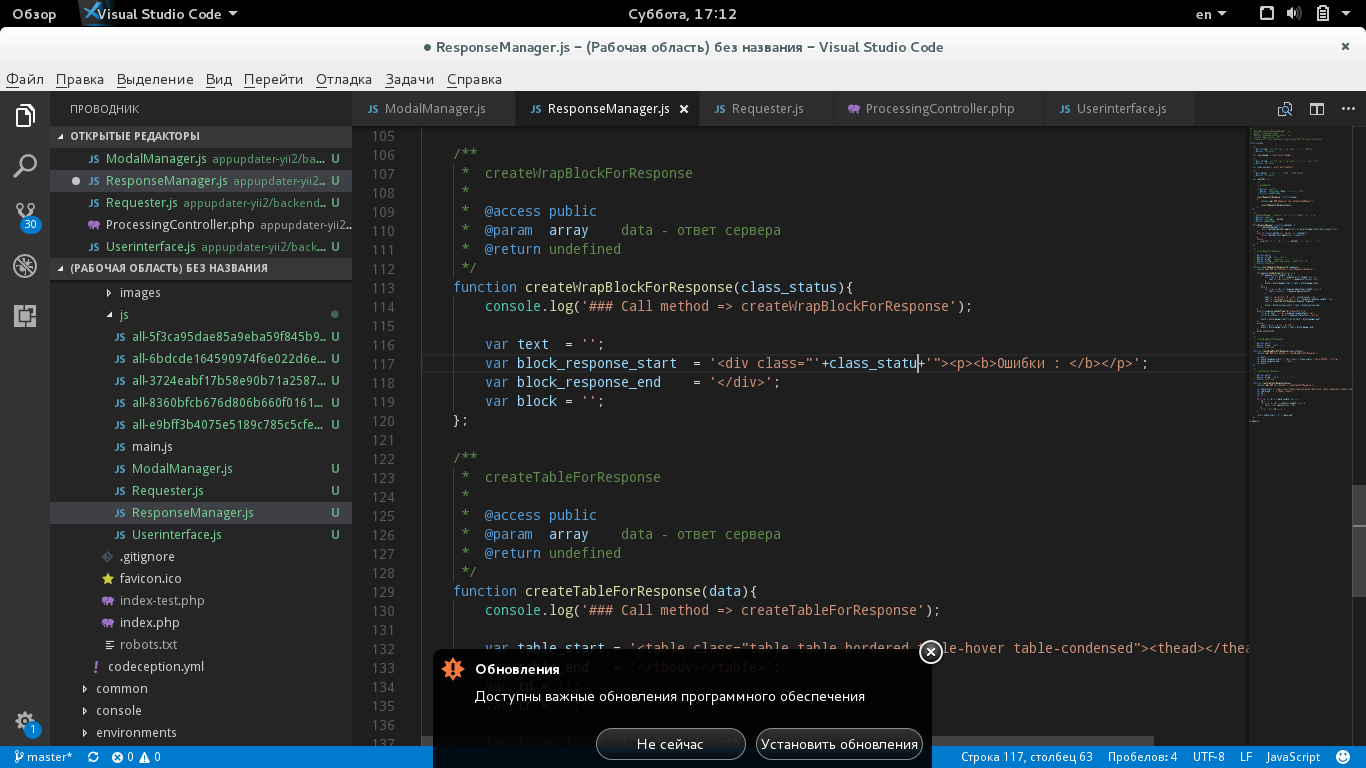 Обзор
Visual Studio Code
Суббота, 17:12
en
● ResponseManager.js – (Рабочая область) без названия – Visual Studio Code
Файл Правка Выделение Вид Перейти Отладка Задачи Справка
ПРОВОДНИК
ОТКРЫТЫЕ РЕДАКТОРЫ
JS ModalManager.js appupdater-yii2/ba... U
JS ResponseManager.js appupdater-yii2... U
JS Requester.js appupdater-yii2/backend... U
ProcessingController.php appupdater-yii2...
JS Userinterface.js appupdater-yii2/back... U
(РАБОЧАЯ ОБЛАСТЬ) БЕЗ НАЗВАНИЯ
images
js
JS all-5f3ca95dae85a9eba59f845b9... U
JS all-6bdcde164590974f6e022d6e... U
JS all-3724eabf17b58e90b71a2587... U
JS all-8360bfcb676d806b660f0161... U
JS all-e9bff3b4075e5189c785c5cfe... U
JS main.js
JS ModalManager.js U
JS Requester.js U
JS ResponseManager.js U
JS Userinterface.js U
.gitignore
favicon.ico
index-test.php
index.php
robots.txt
! codeception.yml
common
console
environments
30
1
JS ModalManager.js
JS ResponseManager.js
JS Requester.js
ProcessingController.php
JS Userinterface.js
105
106 /**
107 * createWrapBlockForResponse
108 *
109 * @access public
110 * @param array data - ответ сервера
111 * @return undefined
112 */
113 function createWrapBlockForResponse(class_status){
114 console.log('### Call method => createWrapBlockForResponse');
115
116 var text = '';
117 var block_response_start = '<div class="'+class_statu+'"><p><b>Ошибки : </b></p>';
118 var block_response_end = '</div>';
119 var block = '';
120 };
121
122 /**
123 * createTableForResponse
124 *
125 * @access public
126 * @param array data - ответ сервера
127 * @return undefined
128 */
129 function createTableForResponse(data){
130 console.log('### Call method => createTableForResponse');
131
132 var table_start = '<table class="table table-bordered table-hover table-condensed"><thead></thea
133
134
135
136
137
Обновления
Доступны важные обновления программного обеспечения
Не сейчас
Установить обновления
master*
0 0
Строка 117, столбец 63
Пробелов: 4
UTF-8
LF
JavaScript